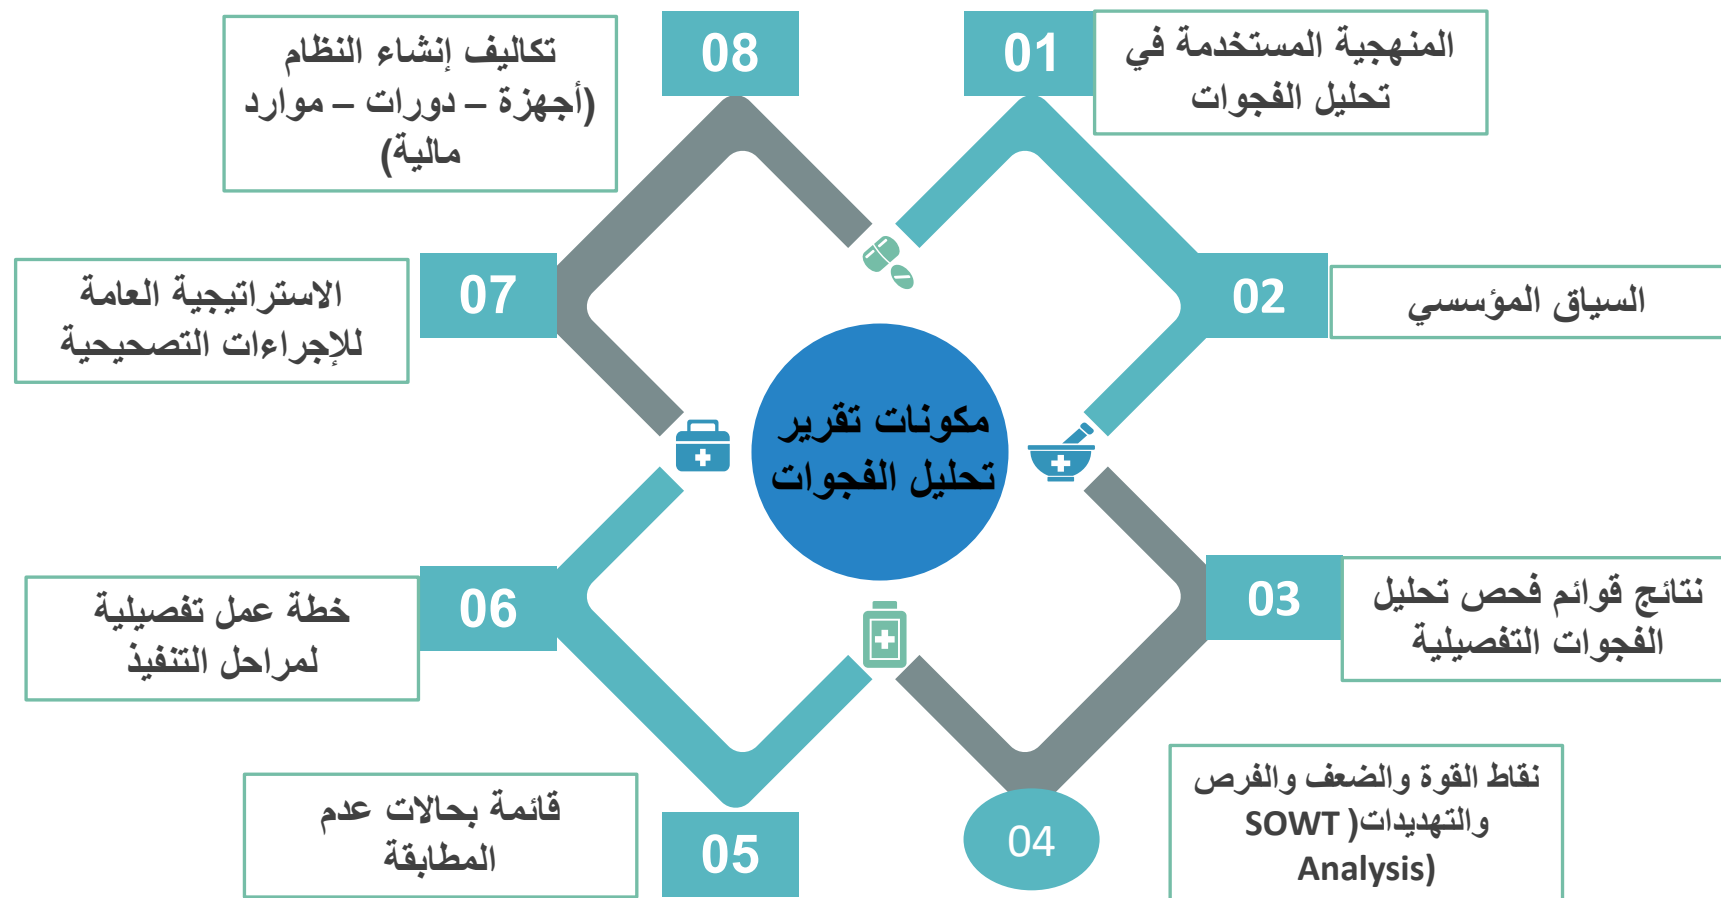 مكونات تقرير
تحليل الفجوات
01
المنهجية المستخدمة في
تحليل الفجوات
02
السياق المؤسسي
03
نتائج قوائم فحص تحليل
الفجوات التفصيلية
04
نقاط القوة والضعف والفرص
والتهديدات( SOWT
Analysis)
05
قائمة بحالات عدم
المطابقة
06
خطة عمل تفصيلية
لمراحل التنفيذ
07
الاستراتيجية العامة
للإجراءات التصحيحية
08
تكاليف إنشاء النظام
(أجهزة – دورات – موارد
مالية)